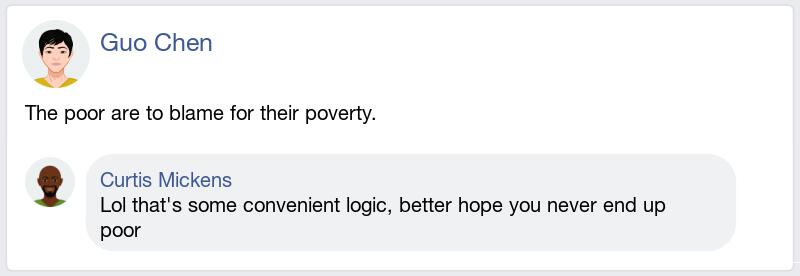 Guo Chen
The poor are to blame for their poverty.
Curtis Mickens
Lol that's some convenient logic, better hope you never end up
poor